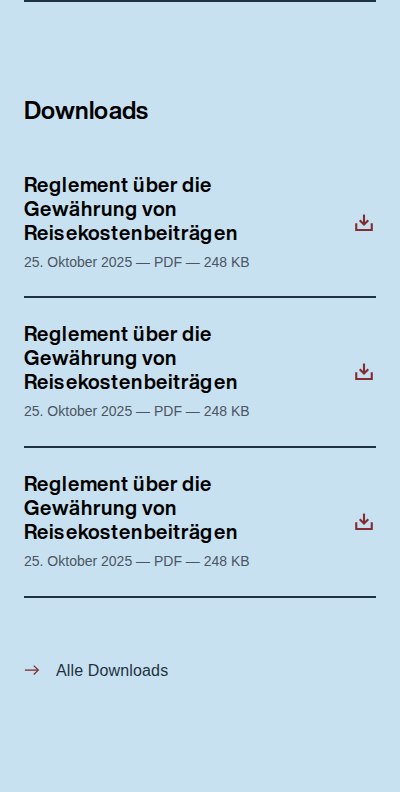 Downloads
Reglement über die
Gewährung von
Reisekostenbeiträgen
25. Oktober 2025 — PDF — 248 KB
Reglement über die
Gewährung von
Reisekostenbeiträgen
25. Oktober 2025 — PDF — 248 KB
Reglement über die
Gewährung von
Reisekostenbeiträgen
25. Oktober 2025 — PDF — 248 KB
Alle Downloads